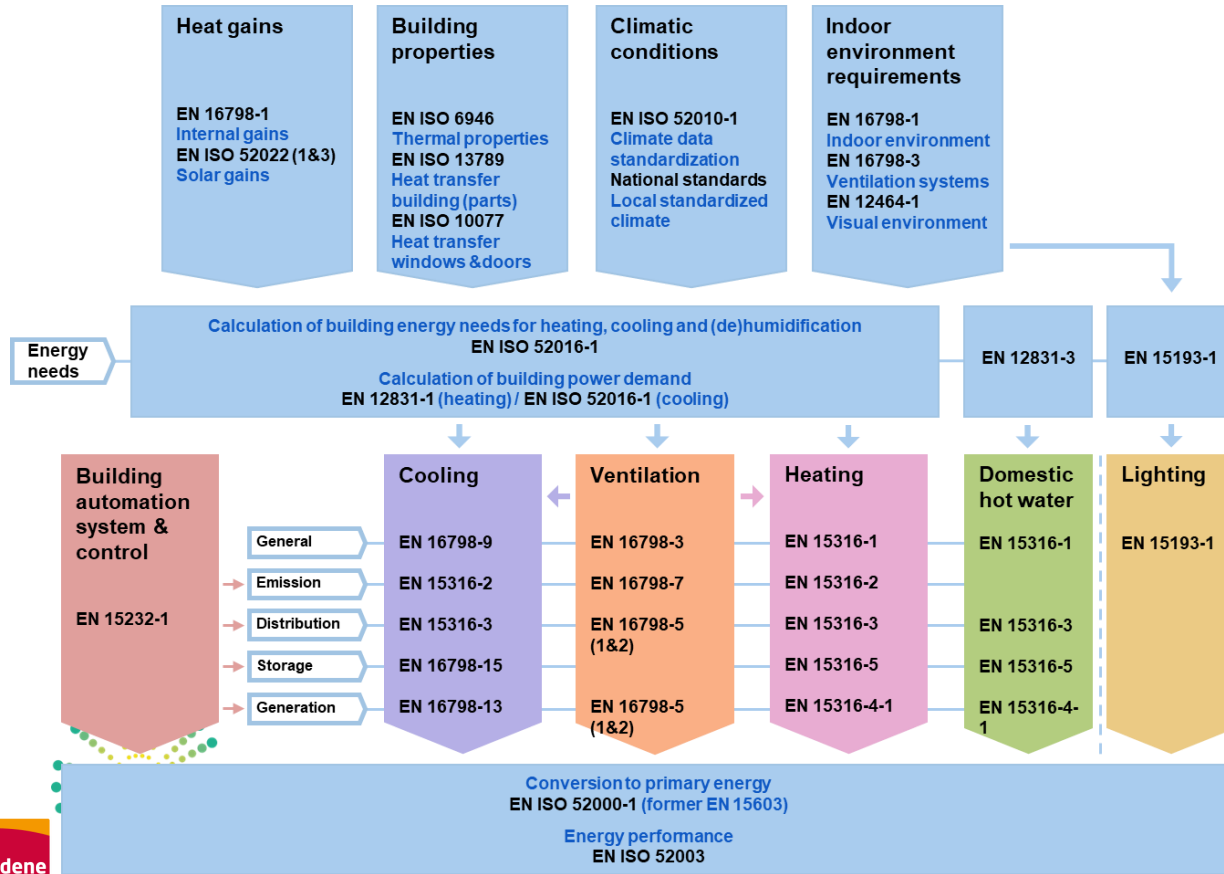 Heat gains
EN 16798-1
Internal gains
EN ISO 52022 (1&3)
Solar gains
Building
properties
EN ISO 6946
Thermal properties
EN ISO 13789
Heat transfer
building (parts)
EN ISO 10077
Heat transfer
windows & doors
Climatic
conditions
EN ISO 52010-1
Climate data
standardization
National standards
Local standardized
climate
Indoor
environment
requirements
EN 16798-1
Indoor environment
EN 16798-3
Ventilation systems
EN 12464-1
Visual environment
Energy
needs
Calculation of building energy needs for heating, cooling and (de)humidification
EN ISO 52016-1
Calculation of building power demand
EN 12831-1 (heating) / EN ISO 52016-1 (cooling)
EN 12831-3
EN 15193-1
Building
automation
system &
control
EN 15232-1
General
Emission
Distribution
Storage
Generation
Cooling
EN 16798-9
EN 15316-2
EN 15316-3
EN 16798-15
EN 16798-13
Ventilation
EN 16798-3
EN 16798-7
EN 16798-5
(1&2)
EN 16798-5
(1&2)
Heating
EN 15316-1
EN 15316-2
EN 15316-3
EN 15316-5
EN 15316-4-1
Domestic
hot water
EN 15316-1
EN 15316-3
EN 15316-5
EN 15316-4-
1
Lighting
EN 15193-1
Conversion to primary energy
EN ISO 52000-1 (former EN 15603)
Energy performance
EN ISO 52003
dene